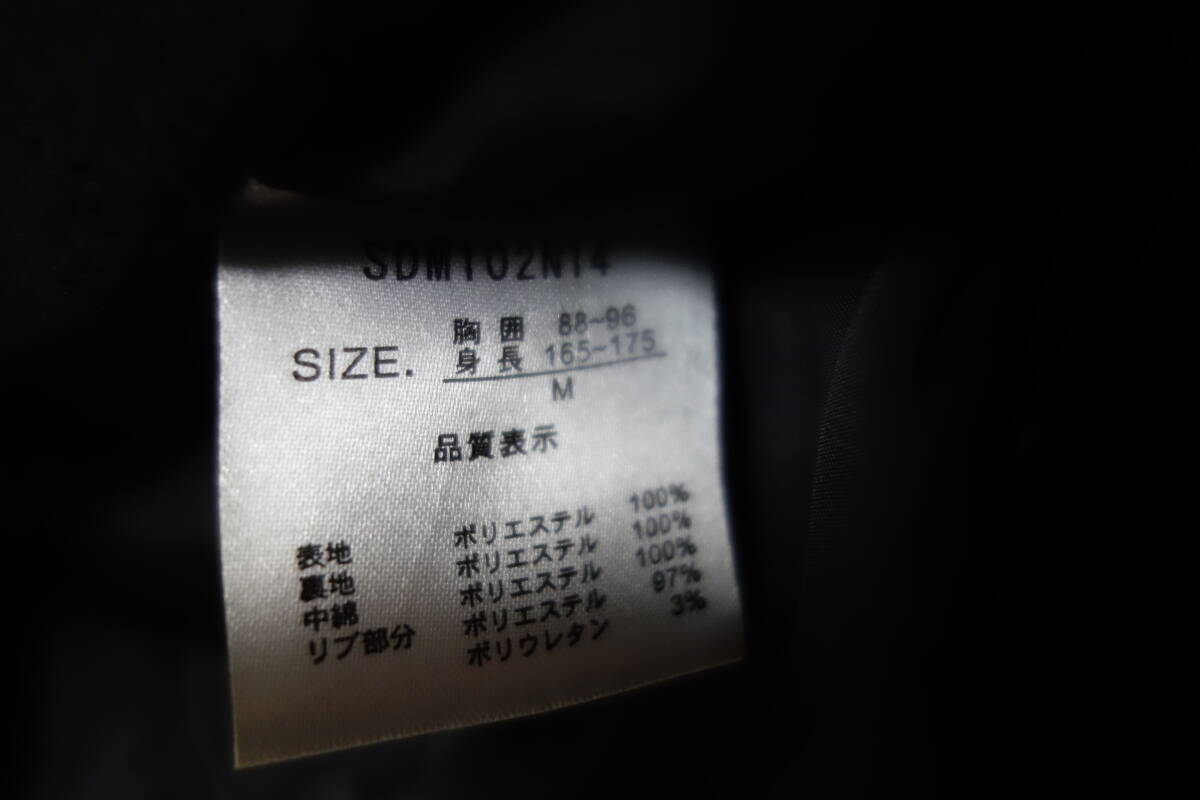 SDM102N14
SIZE. 胸囲 88-96
身長 165-175
M
品質表示
表地 ポリエステル 100%
裏地 ポリエステル 100%
中綿 ポリエステル 100%
リブ部分 ポリエステル 97%
ポリウレタン 3%